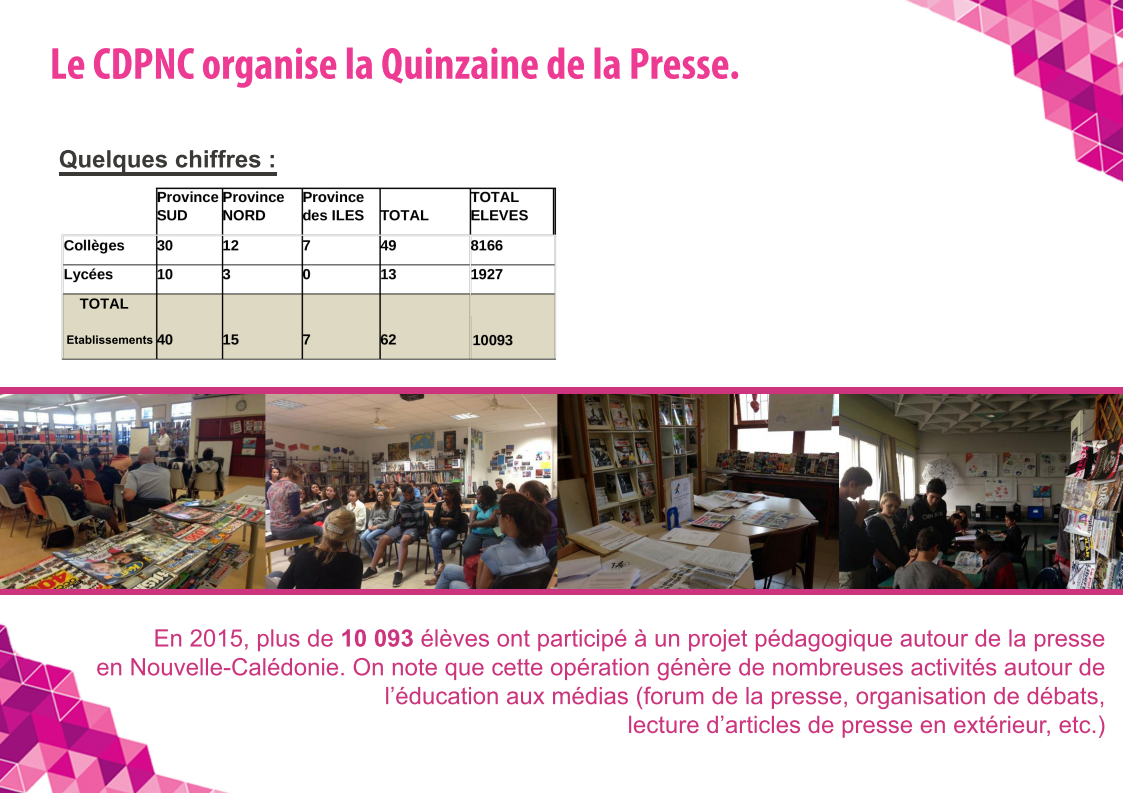 Le CDPNC organise la Quinzaine de la Presse.
Quelques chiffres :
Province SUD Province NORD Province des ILES TOTAL TOTAL ELEVES
Collèges 30 12 7 49 8166
Lycées 10 3 0 13 1927
TOTAL
Etablissements 40 15 7 62 10093
En 2015, plus de 10 093 élèves ont participé à un projet pédagogique autour de la presse
en Nouvelle-Calédonie. On note que cette opération génère de nombreuses activités autour de
l’éducation aux médias (forum de la presse, organisation de débats,
lecture d’articles de presse en extérieur, etc.)